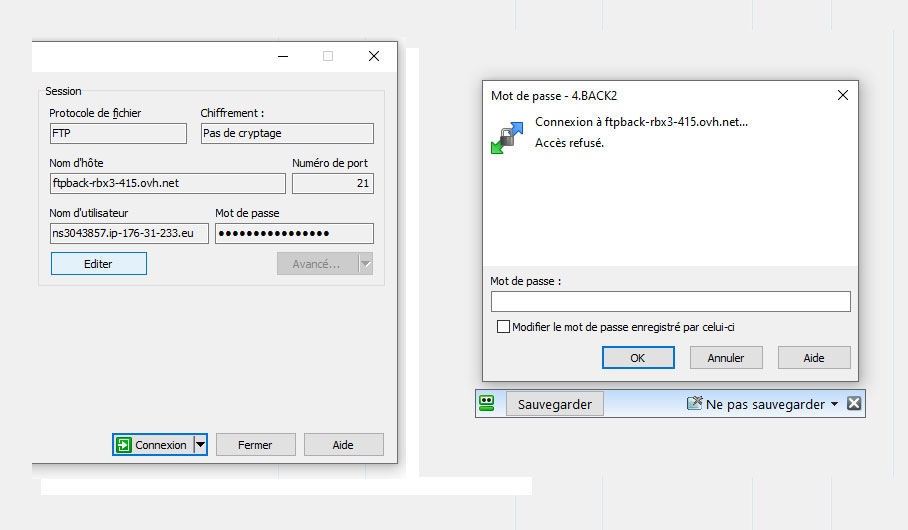 Session
Protocole de fichier
Chiffrement :
FTP
Pas de cryptage
Nom d'hôte
Numéro de port
ftpback-rbx3-415.ovh.net
21
Nom d'utilisateur
Mot de passe
ns3043857.ip-176-31-233.eu
••••••••••••••••
Editer
Avancé...
Connexion
Fermer
Aide
Mot de passe - 4.BACK2
Connexion à ftpback-rbx3-415.ovh.net...
Accès refusé.
Mot de passe :
Modifier le mot de passe enregistré par celui-ci
OK
Annuler
Aide
Sauvegarder
Ne pas sauvegarder